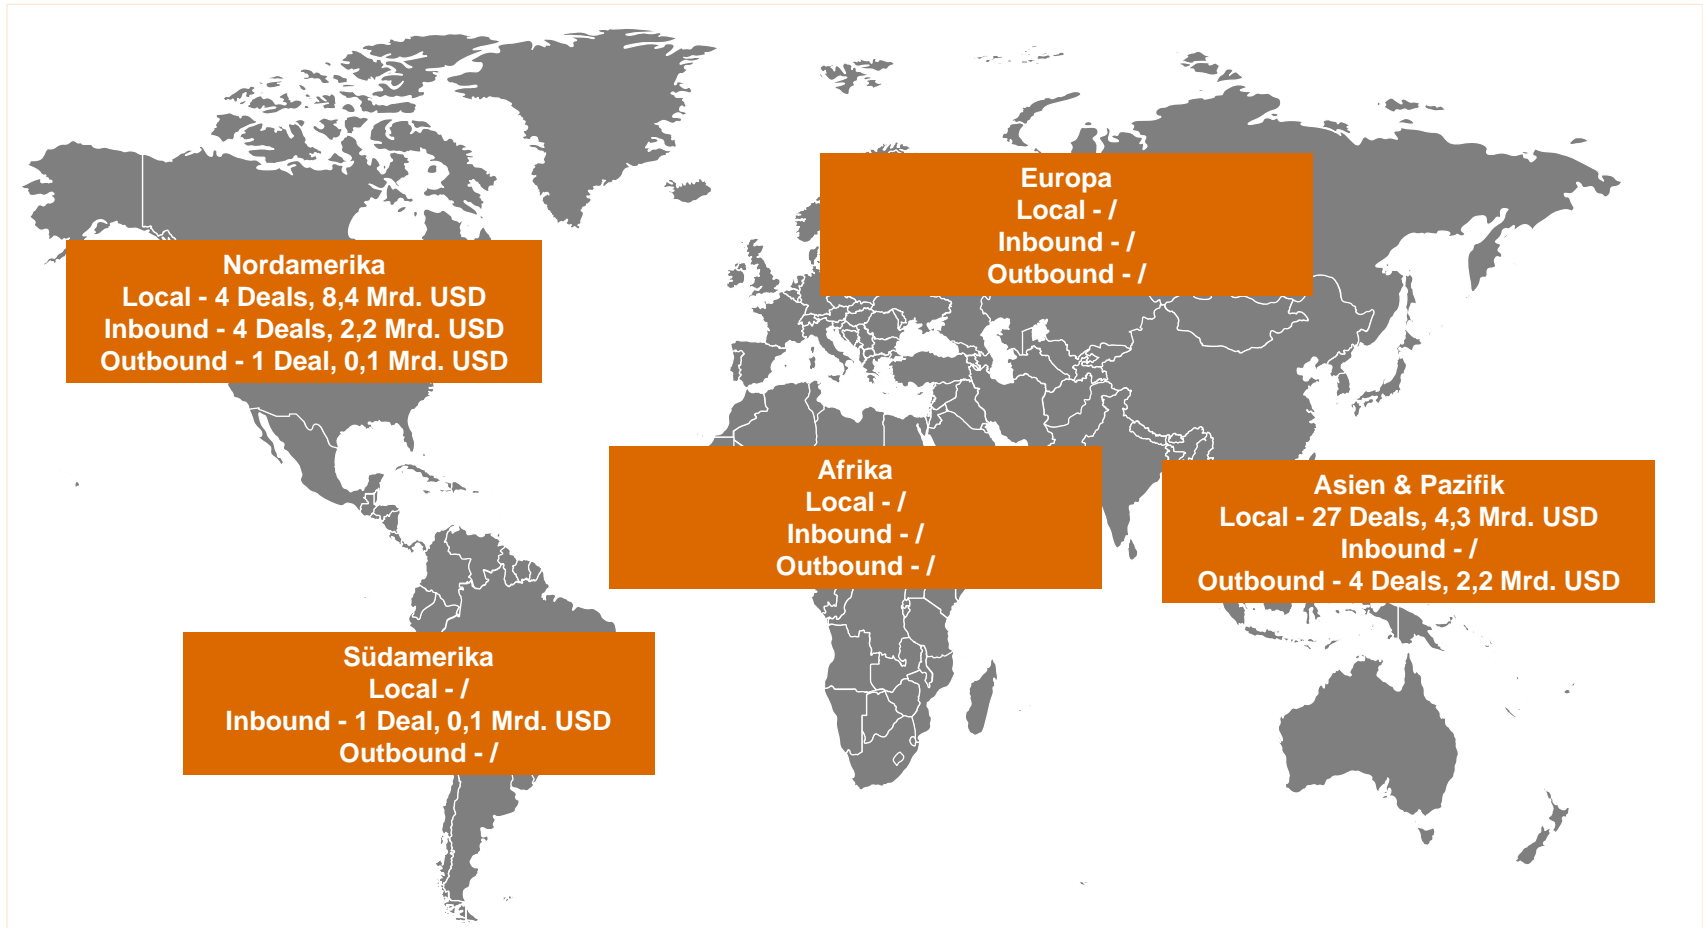 Europa
Local - /
Inbound - /
Outbound - /
Nordamerika
Local - 4 Deals, 8,4 Mrd. USD
Inbound - 4 Deals, 2,2 Mrd. USD
Outbound - 1 Deal, 0,1 Mrd. USD
Afrika
Local - /
Inbound - /
Outbound - /
Asien & Pazifik
Local - 27 Deals, 4,3 Mrd. USD
Inbound - /
Outbound - 4 Deals, 2,2 Mrd. USD
Südamerika
Local - /
Inbound - 1 Deal, 0,1 Mrd. USD
Outbound - /